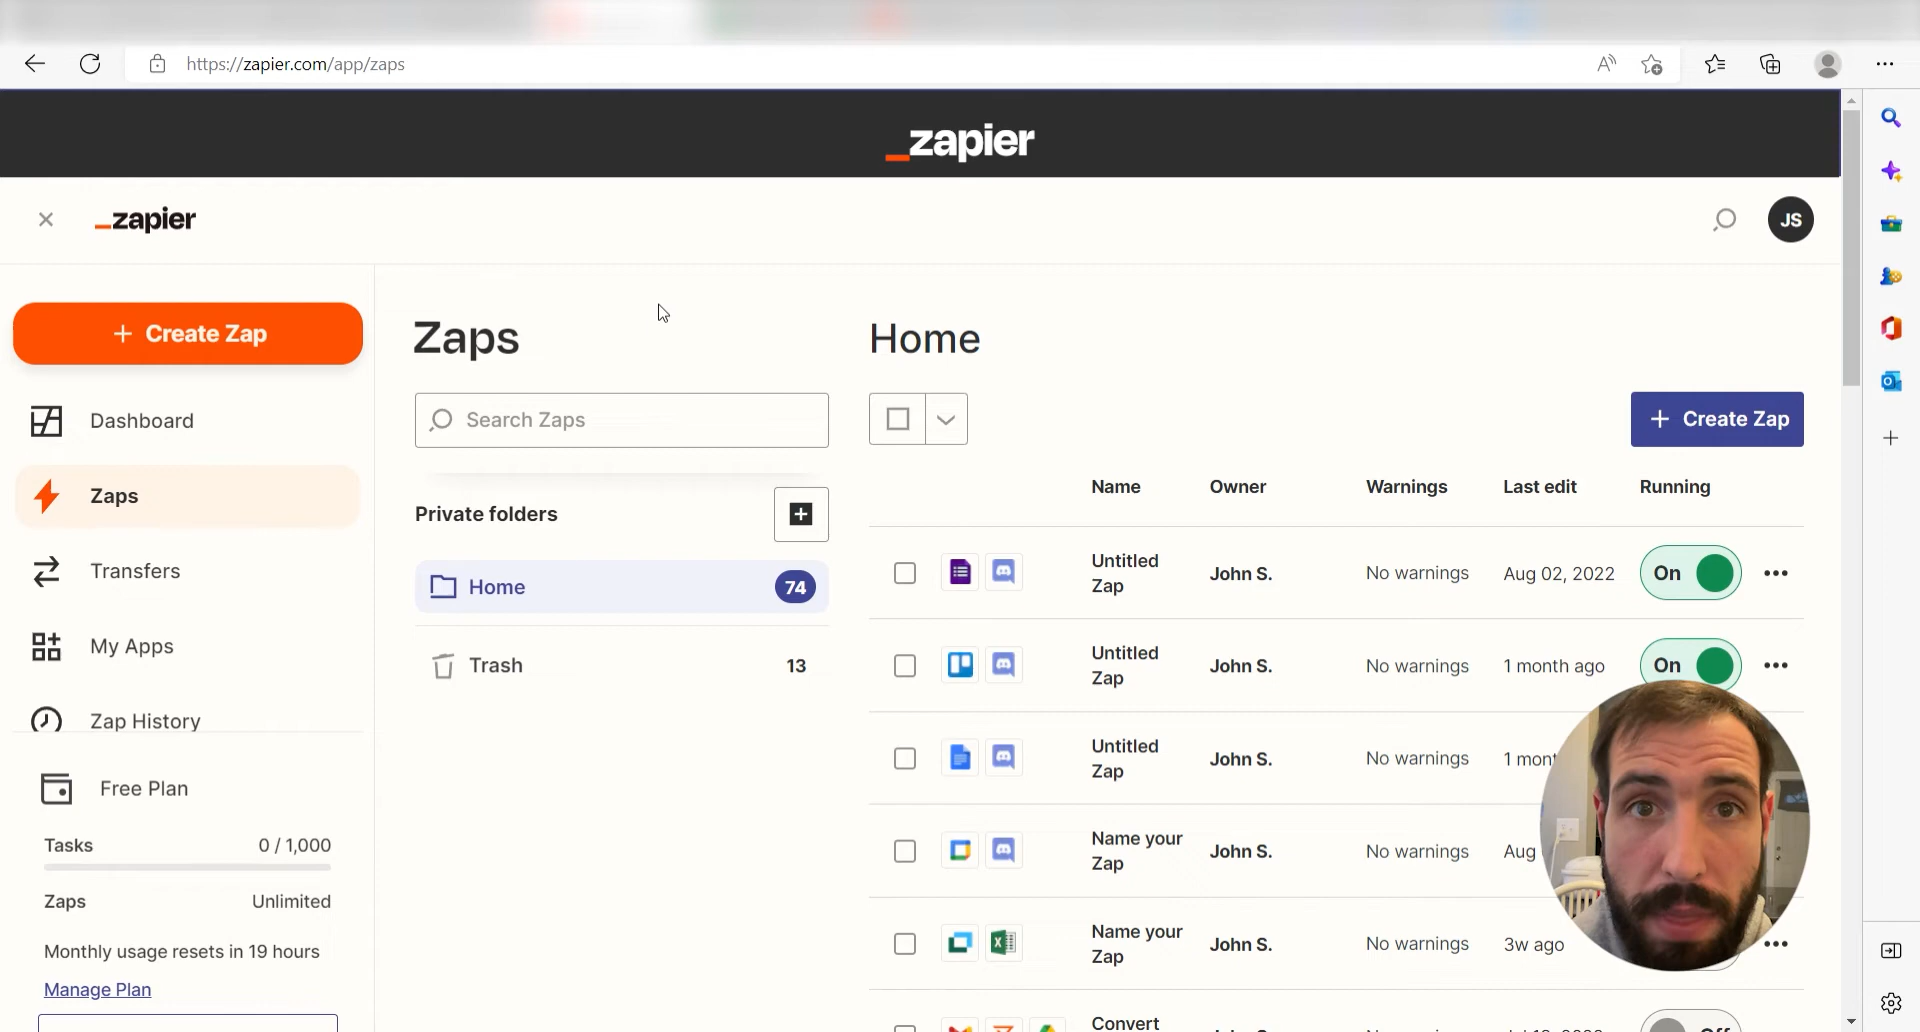 https://zapier.com/app/zaps
_zapier
_zapier
JS
+ Create Zap
Dashboard
Zaps
Transfers
My Apps
Zap History
Free Plan
Tasks 0 / 1,000
Zaps Unlimited
Monthly usage resets in 19 hours
Manage Plan
Zaps
Search Zaps
Private folders
Home 74
Trash 13
Home
+ Create Zap
Name Owner Warnings Last edit Running
Untitled
Zap
John S. No warnings Aug 02, 2022 On
Untitled
Zap
John S. No warnings 1 month ago On
Untitled
Zap
John S. No warnings 1 mont
Name your
Zap
John S. No warnings Aug
Name your
Zap
John S. No warnings 3w ago
Convert